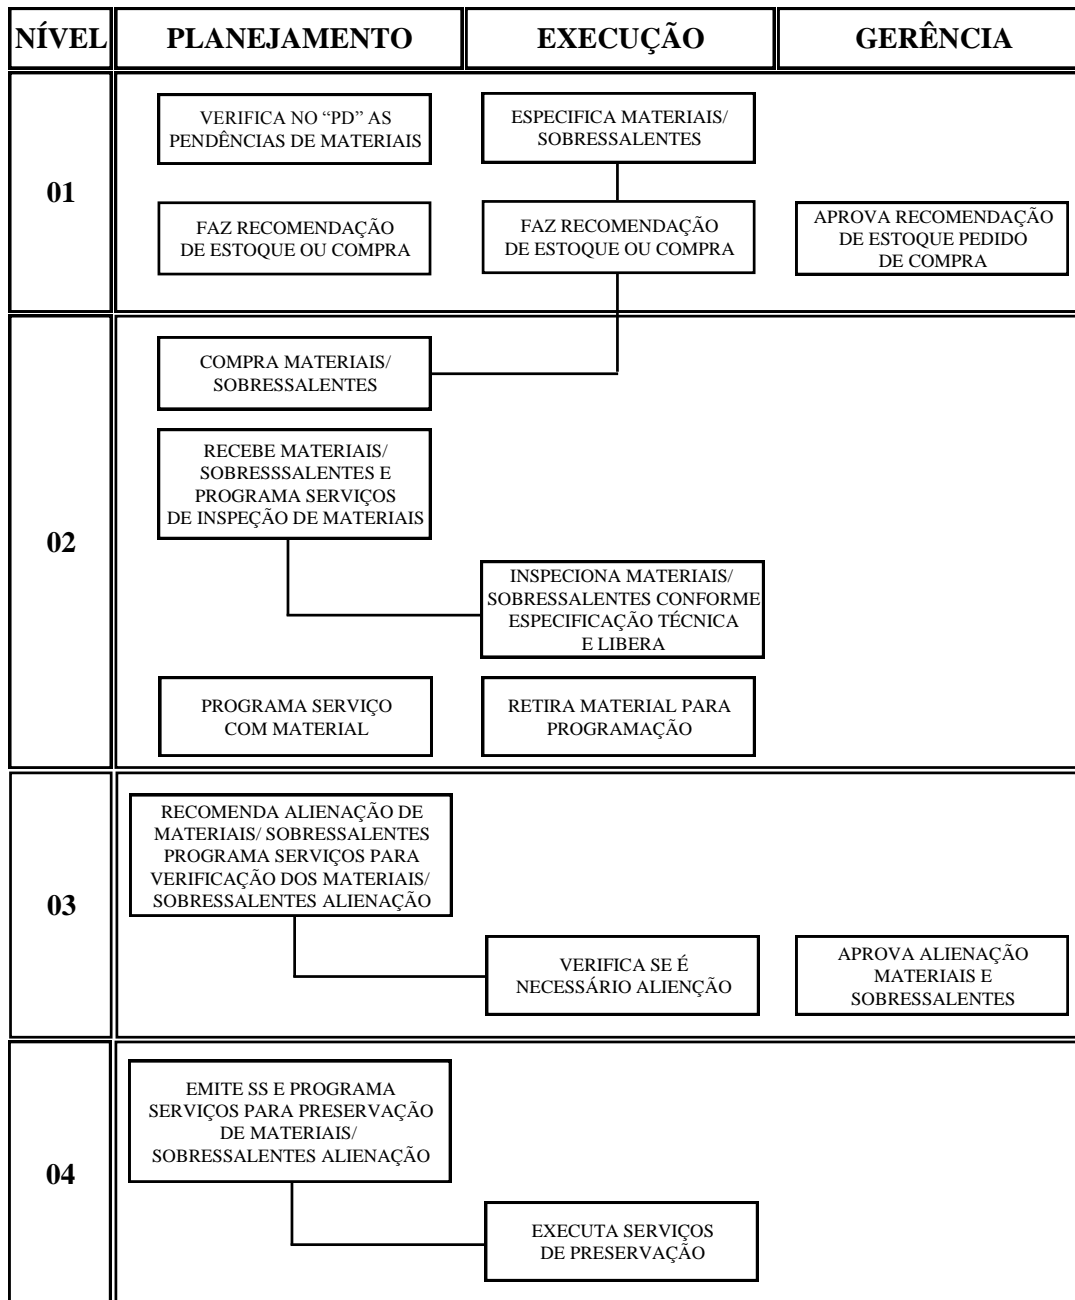 NÍVEL
PLANEJAMENTO
EXECUÇÃO
GERÊNCIA
01
VERIFICA NO “PD” AS
PENDÊNCIAS DE MATERIAIS
ESPECIFICA MATERIAIS/
SOBRESSALENTES
FAZ RECOMENDAÇÃO
DE ESTOQUE OU COMPRA
FAZ RECOMENDAÇÃO
DE ESTOQUE OU COMPRA
APROVA RECOMENDAÇÃO
DE ESTOQUE PEDIDO
DE COMPRA
02
COMPRA MATERIAIS/
SOBRESSALENTES
RECEBE MATERIAIS/
SOBRESSSALENTES E
PROGRAMA SERVIÇOS
DE INSPEÇÃO DE MATERIAIS
INSPECIONA MATERIAIS/
SOBRESSALENTES CONFORME
ESPECIFICAÇÃO TÉCNICA
E LIBERA
PROGRAMA SERVIÇO
COM MATERIAL
RETIRA MATERIAL PARA
PROGRAMAÇÃO
03
RECOMENDA ALIENAÇÃO DE
MATERIAIS/ SOBRESSALENTES
PROGRAMA SERVIÇOS PARA
VERIFICAÇÃO DOS MATERIAIS/
SOBRESSALENTES ALIENAÇÃO
VERIFICA SE É
NECESSÁRIO ALIENÇÃO
APROVA ALIENAÇÃO
MATERIAIS E
SOBRESSALENTES
04
EMITE SS E PROGRAMA
SERVIÇOS PARA PRESERVAÇÃO
DE MATERIAIS/
SOBRESSALENTES ALIENAÇÃO
EXECUTA SERVIÇOS
DE PRESERVAÇÃO